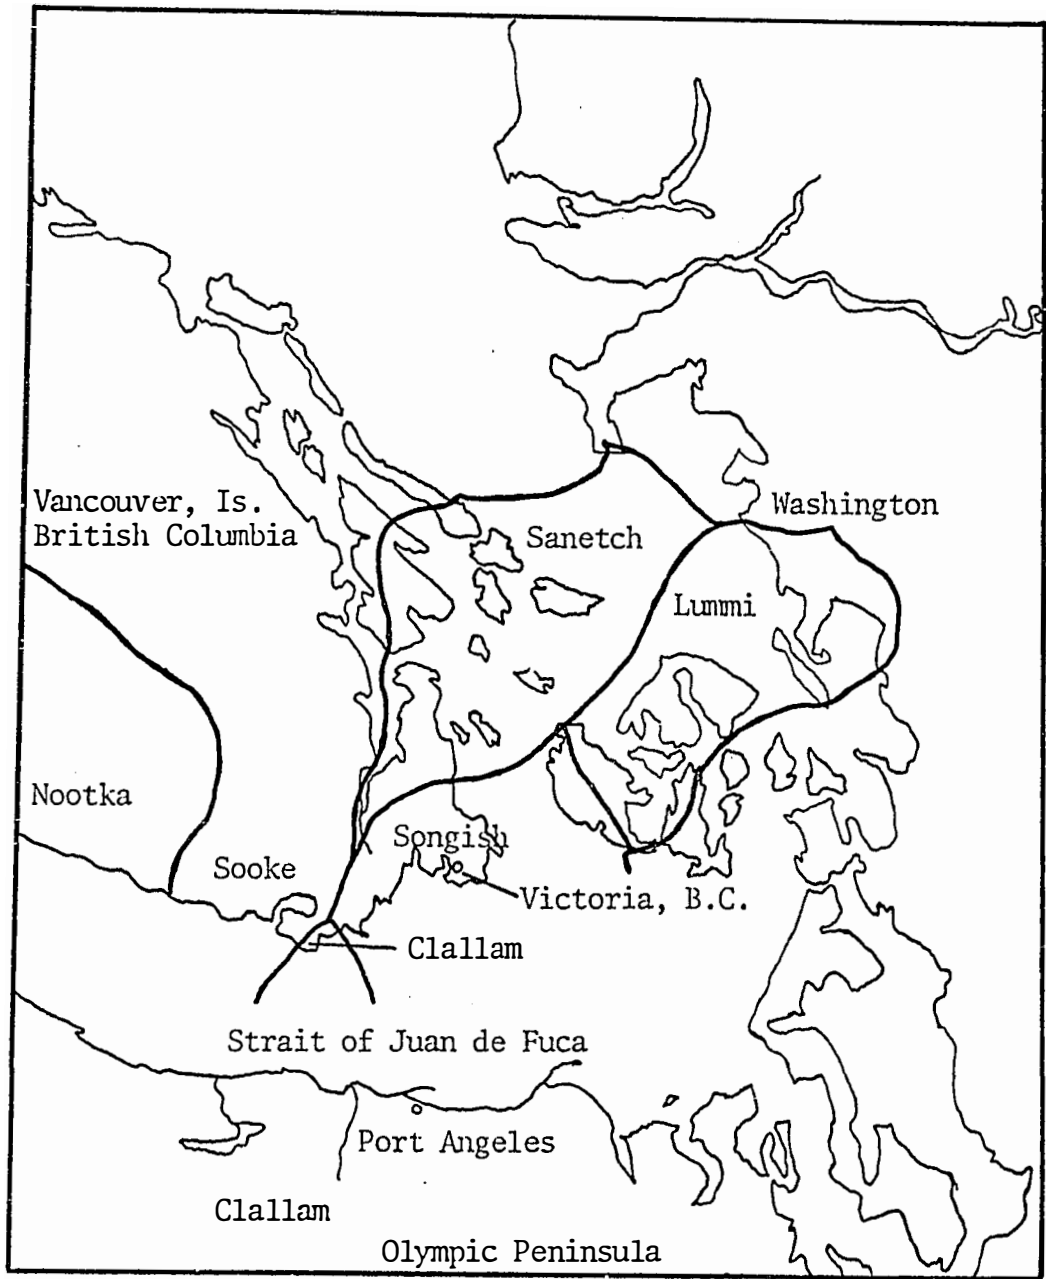 Vancouver, Is.
British Columbia
Washington
Sanetch
Lummi
Nootka
Songish
Sooke
Victoria, B.C.
Clallam
Strait of Juan de Fuca
Port Angeles
Clallam
Olympic Peninsula